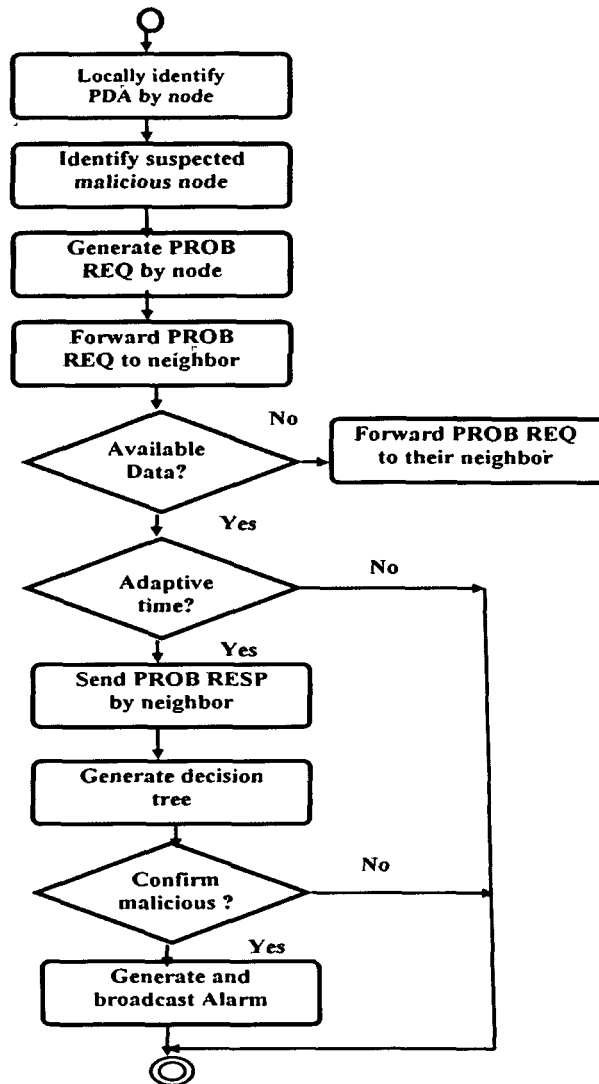 Locally identify
PDA by node
Identify suspected
malicious node
Generate PROB
REQ by node
Forward PROB
REQ to neighbor
Available
Data?
No
Forward PROB REQ
to their neighbor
Yes
Adaptive
time?
No
Yes
Send PROB RESP
by neighbor
Generate decision
tree
Confirm
malicious ?
No
Yes
Generate and
broadcast Alarm